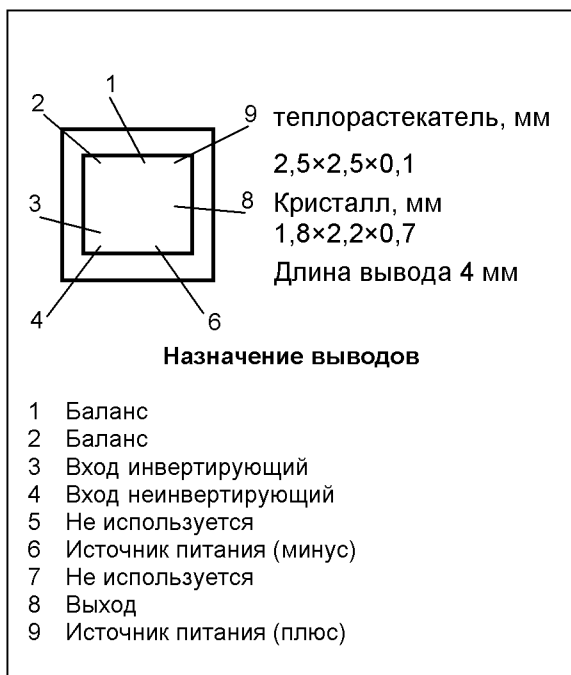 1
2
9
теплорастекатель, мм
2,5×2,5×0,1
3
8
Кристалл, мм
1,8×2,2×0,7
Длина вывода 4 мм
4
6
Назначение выводов
1 Баланс
2 Баланс
3 Вход инвертирующий
4 Вход неинвертирующий
5 Не используется
6 Источник питания (минус)
7 Не используется
8 Выход
9 Источник питания (плюс)